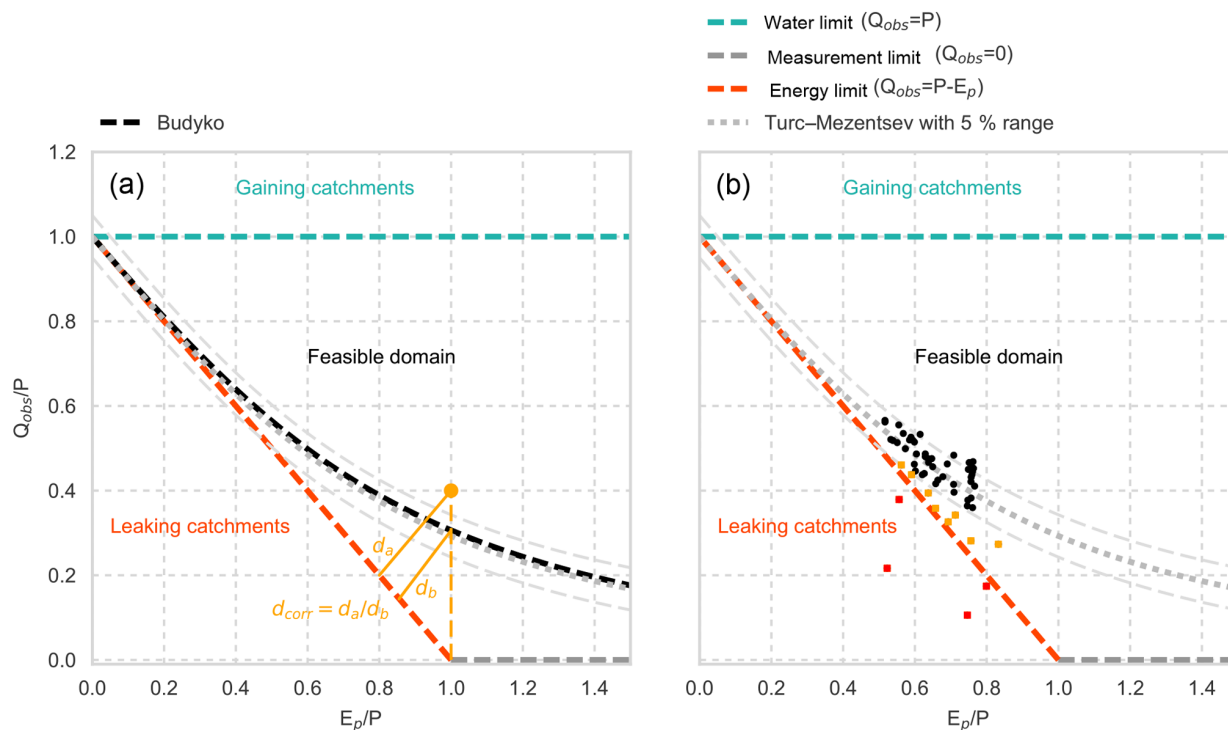 Water limit (Q_obs=P)
Measurement limit (Q_obs=0)
Energy limit (Q_obs=P-E_p)
Budyko
Turc–Mezentsev with 5 % range
1.2
1.0
0.8
0.6
0.4
0.2
0.0
Q_obs/P
(a)
Gaining catchments
Feasible domain
Leaking catchments
d_a
d_b
d_corr = d_a/d_b
0.0 0.2 0.4 0.6 0.8 1.0 1.2 1.4
E_p/P
(b)
Gaining catchments
Feasible domain
Leaking catchments
0.0 0.2 0.4 0.6 0.8 1.0 1.2 1.4
E_p/P